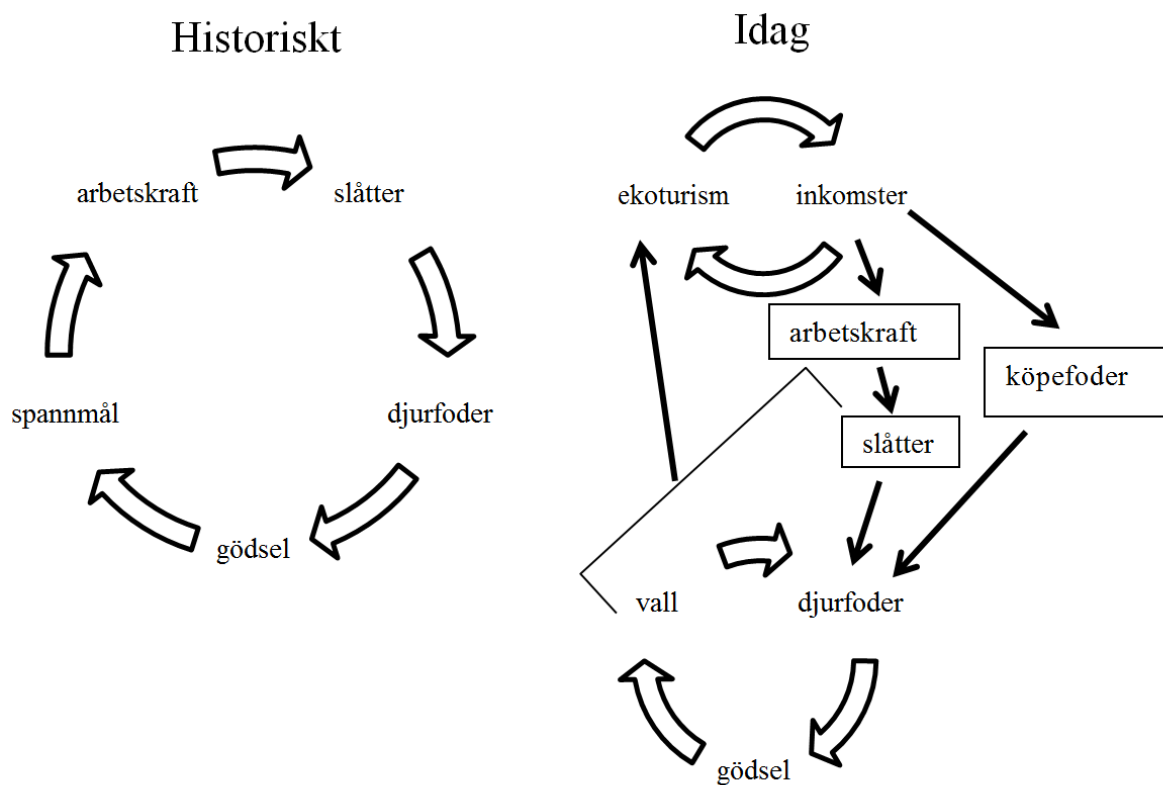 Historiskt
arbetskraft
slåtter
djurfoder
gödsel
spannmål
Idag
ekoturism
inkomster
arbetskraft
köpefoder
slåtter
vall
djurfoder
gödsel